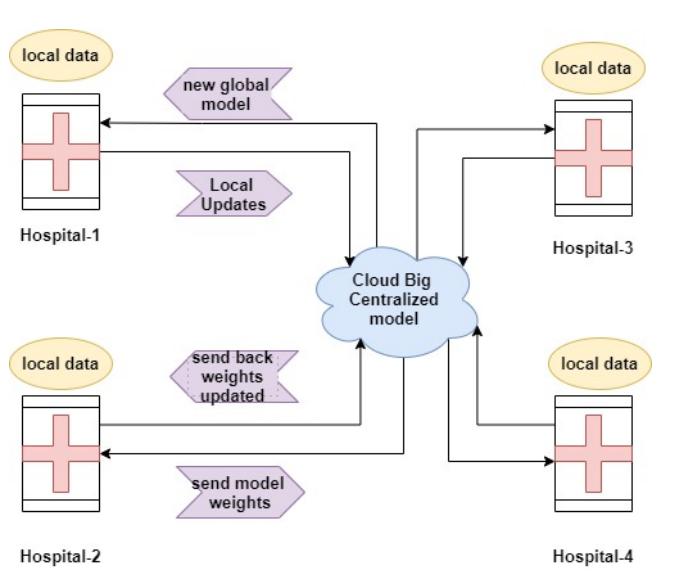 local data
local data
new global
model
Local
Updates
Hospital-1
Hospital-3
Cloud Big
Centralized
model
local data
local data
send back
weights
updated
send model
weights
Hospital-2
Hospital-4